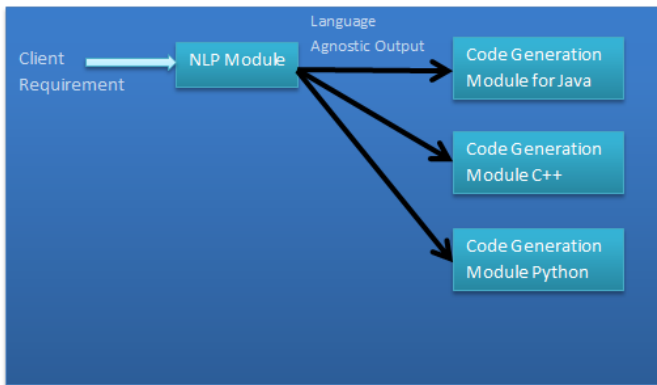 Client
Requirement
NLP Module
Language
Agnostic Output
Code Generation
Module for Java
Code Generation
Module C++
Code Generation
Module Python